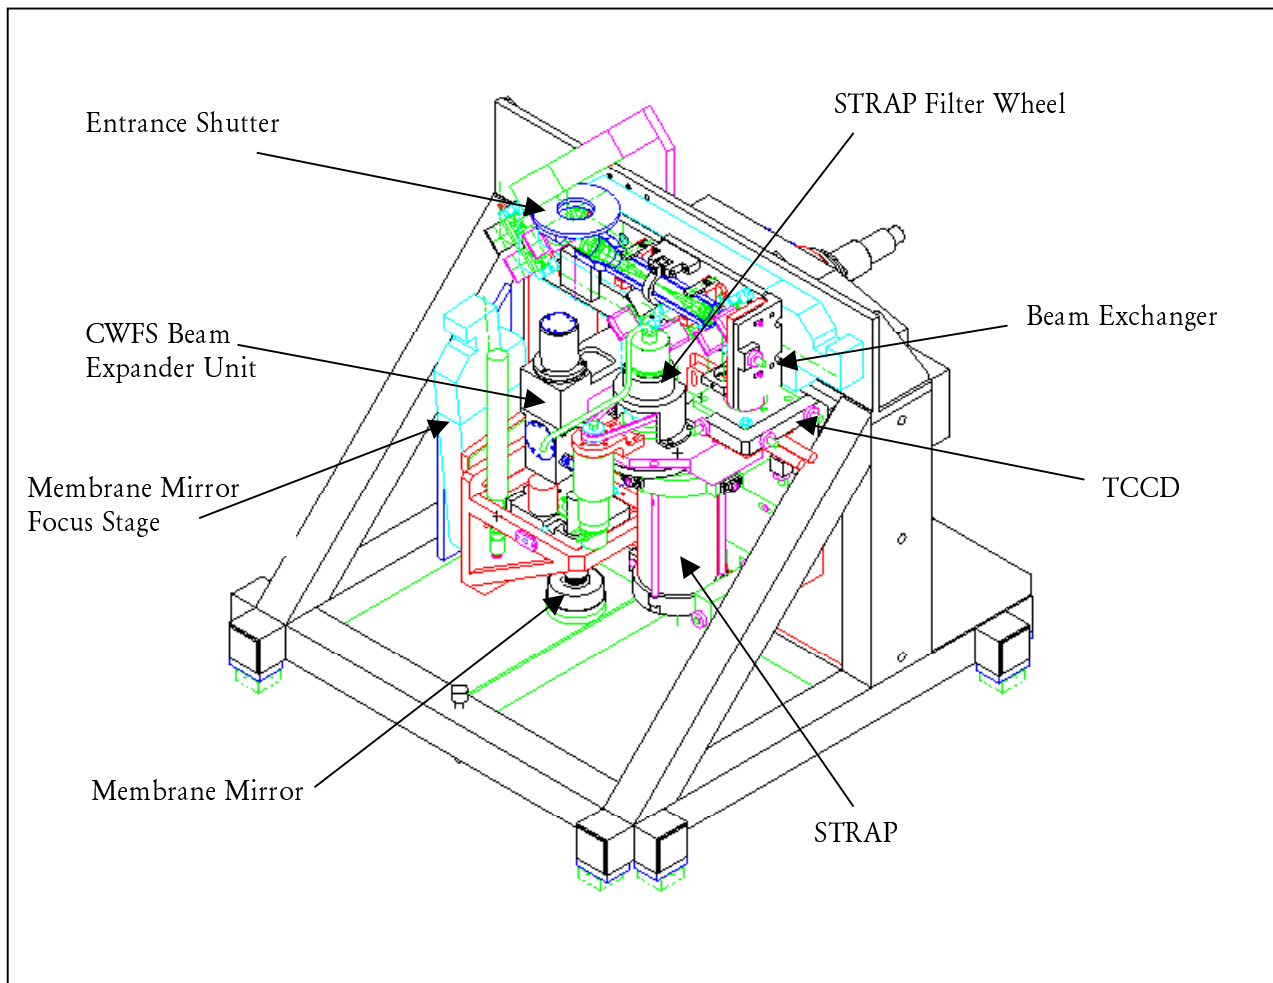 Entrance Shutter
STRAP Filter Wheel
CWFS Beam
Expander Unit
Beam Exchanger
Membrane Mirror
Focus Stage
TCCD
Membrane Mirror
STRAP